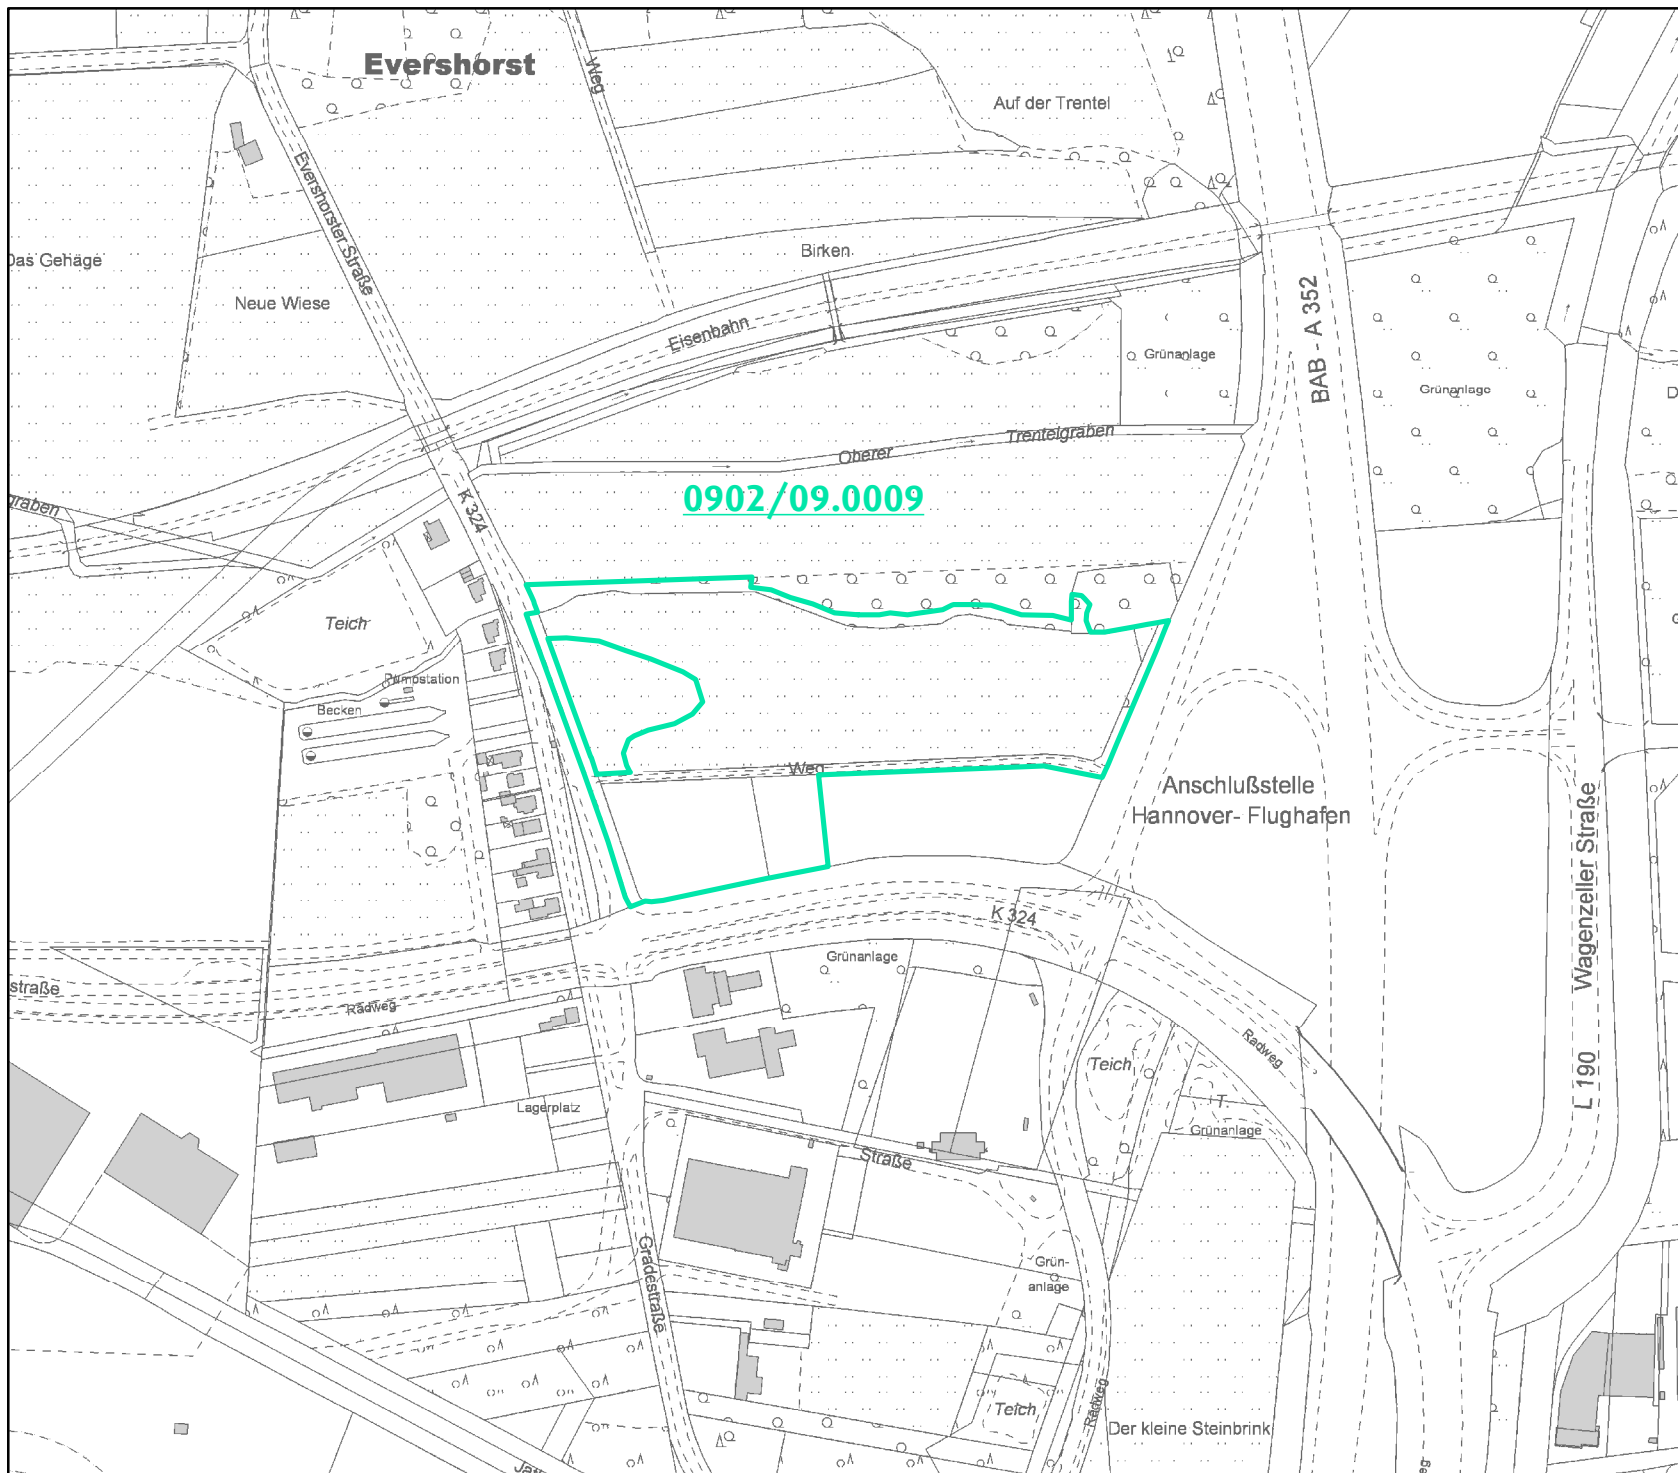 Evershorst
Weg
Auf der Trentel
Evershorster Straße
Das Gehäge
Neue Wiese
Birken
Eisenbahn
Grünanlage
BAB - A 352
Grünanlage
Oberer
Trentelgraben
0902/09.0009
graben
K 324
Teich
Pumpstation
Becken
Weg
Anschlußstelle
Hannover- Flughafen
L 190 Wagenzeller Straße
K 324
Grünanlage
straße
Radweg
Radweg
Teich
T.
Grünanlage
Lagerplatz
Straße
Gradestraße
Grün-
anlage
Teich
Radweg
Der kleine Steinbrink